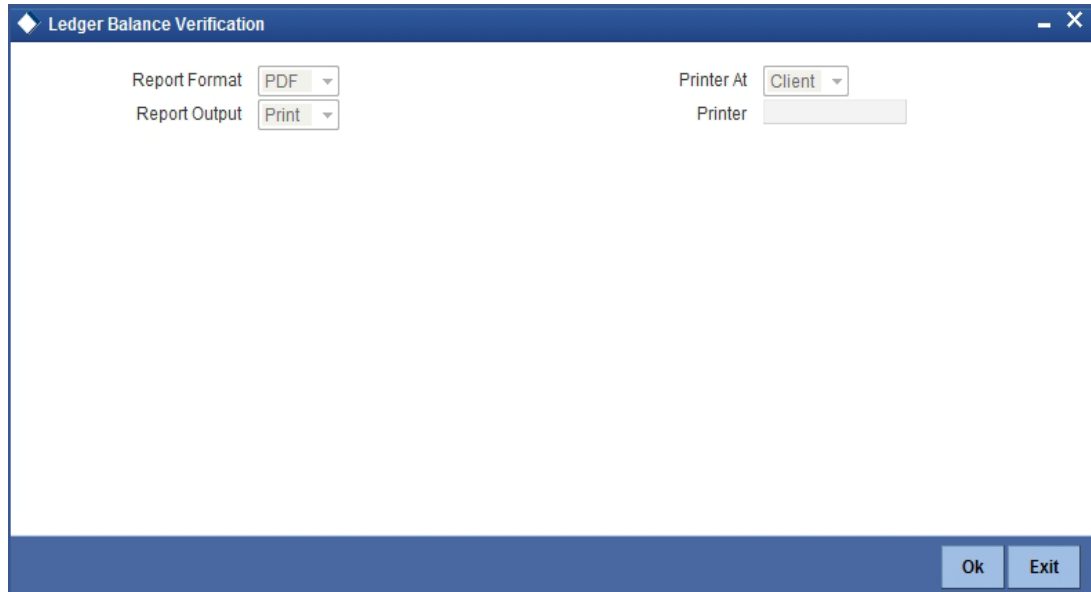 Ledger Balance Verification
Report Format PDF Printer At Client
Report Output Print Printer
Ok Exit